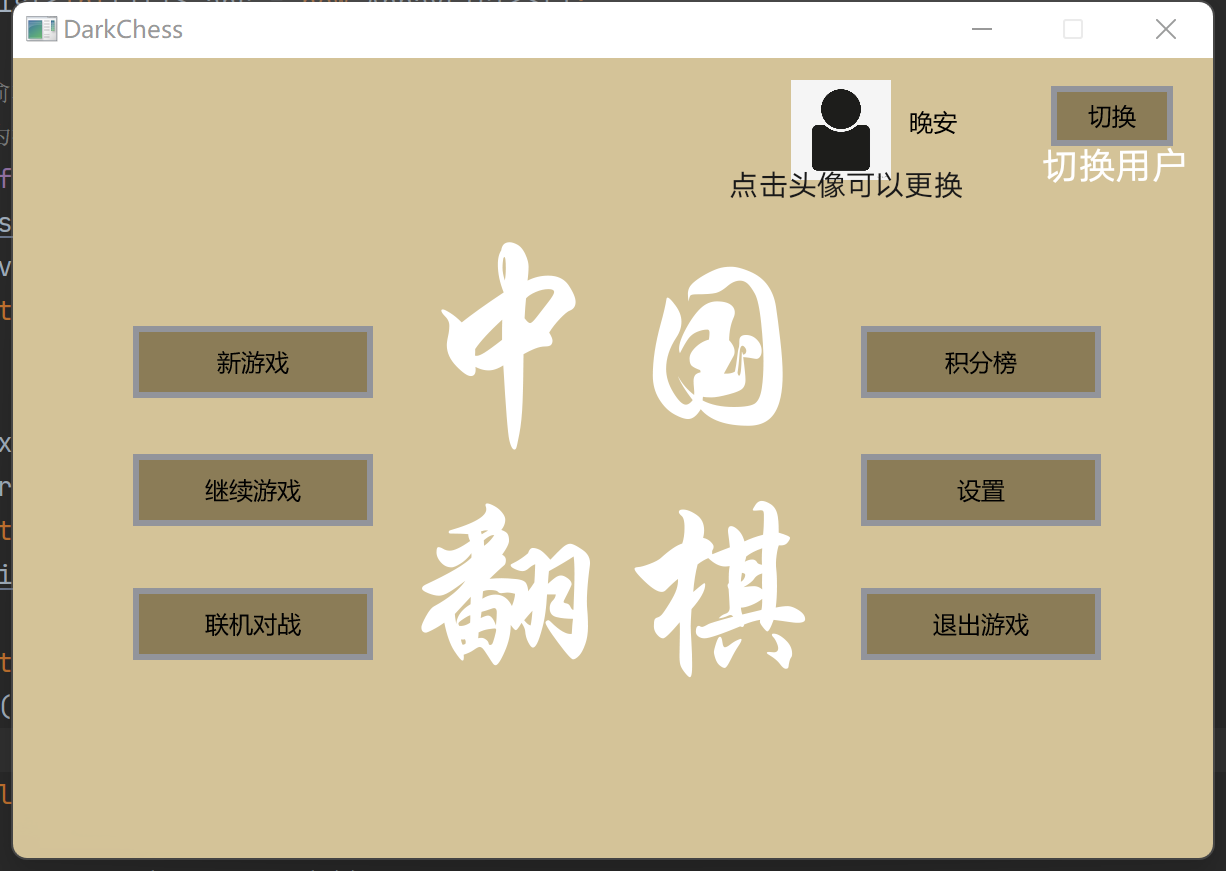 DarkChess
晚安
切换
切换用户
点击头像可以更换
中国
翻棋
新游戏
继续游戏
联机对战
积分榜
设置
退出游戏